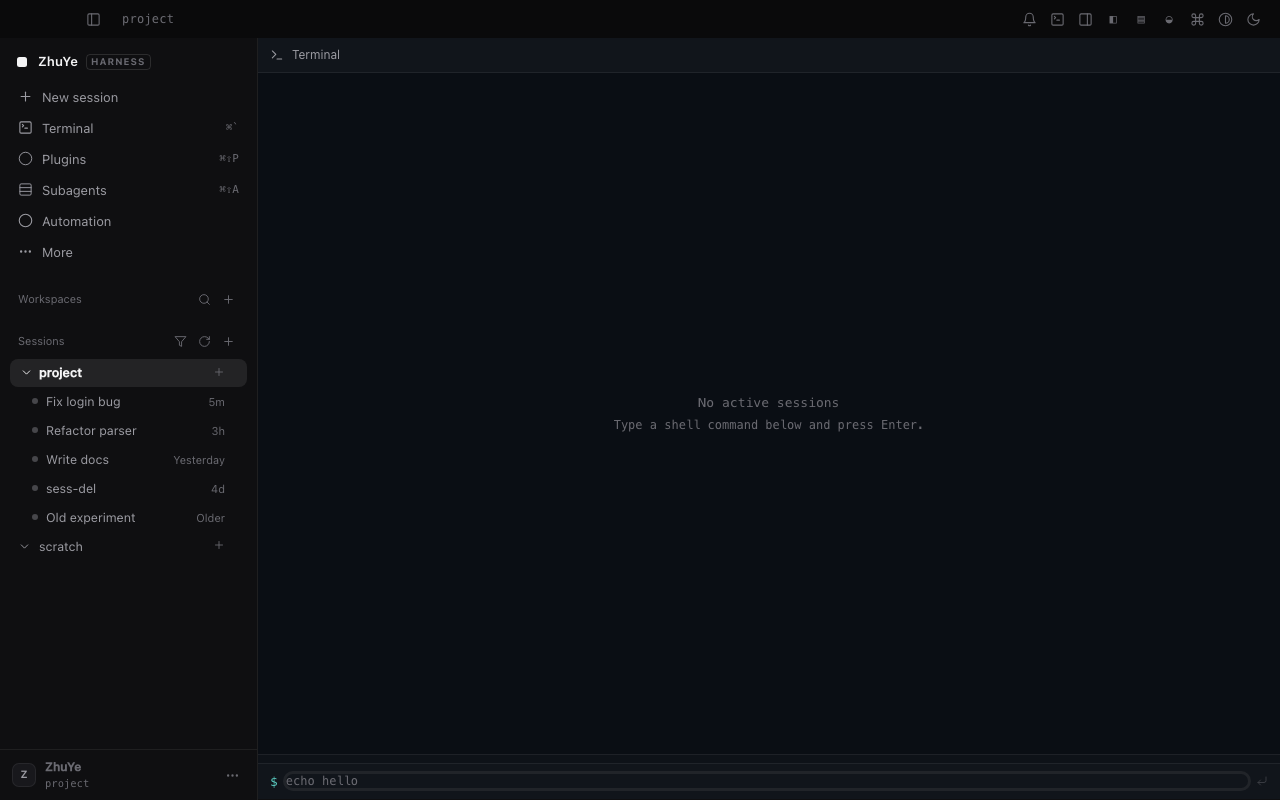 project
ZhuYe HARNESS
New session
Terminal ⌘`
Plugins ⌘⇧P
Subagents ⌘⇧A
Automation
More
Workspaces
Sessions
project
Fix login bug 5m
Refactor parser 3h
Write docs Yesterday
sess-del 4d
Old experiment Older
scratch
Z
ZhuYe
project
Terminal
No active sessions
Type a shell command below and press Enter.
$ echo hello